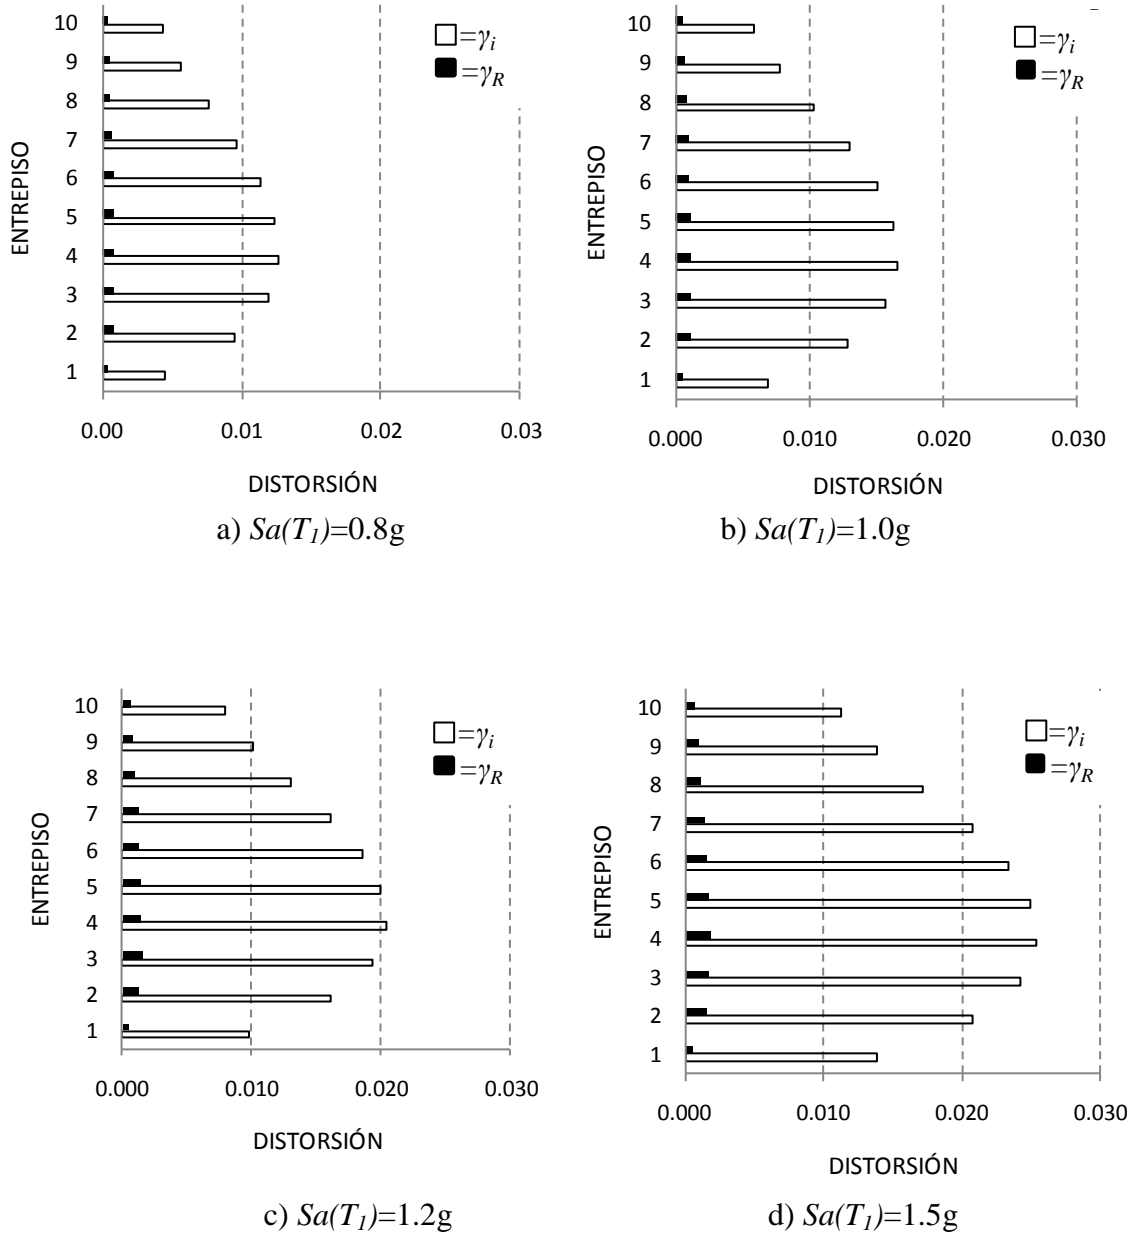 10
9
8
7
6
5
4
3
2
1
ENTREPISO
=γi
=γR
0.00 0.01 0.02 0.03
DISTORSIÓN
a) Sa(T1)=0.8g
10
9
8
7
6
5
4
3
2
1
ENTREPISO
=γi
=γR
0.000 0.010 0.020 0.030
DISTORSIÓN
b) Sa(T1)=1.0g
10
9
8
7
6
5
4
3
2
1
ENTREPISO
=γi
=γR
0.000 0.010 0.020 0.030
DISTORSIÓN
c) Sa(T1)=1.2g
10
9
8
7
6
5
4
3
2
1
ENTREPISO
=γi
=γR
0.000 0.010 0.020 0.030
DISTORSIÓN
d) Sa(T1)=1.5g